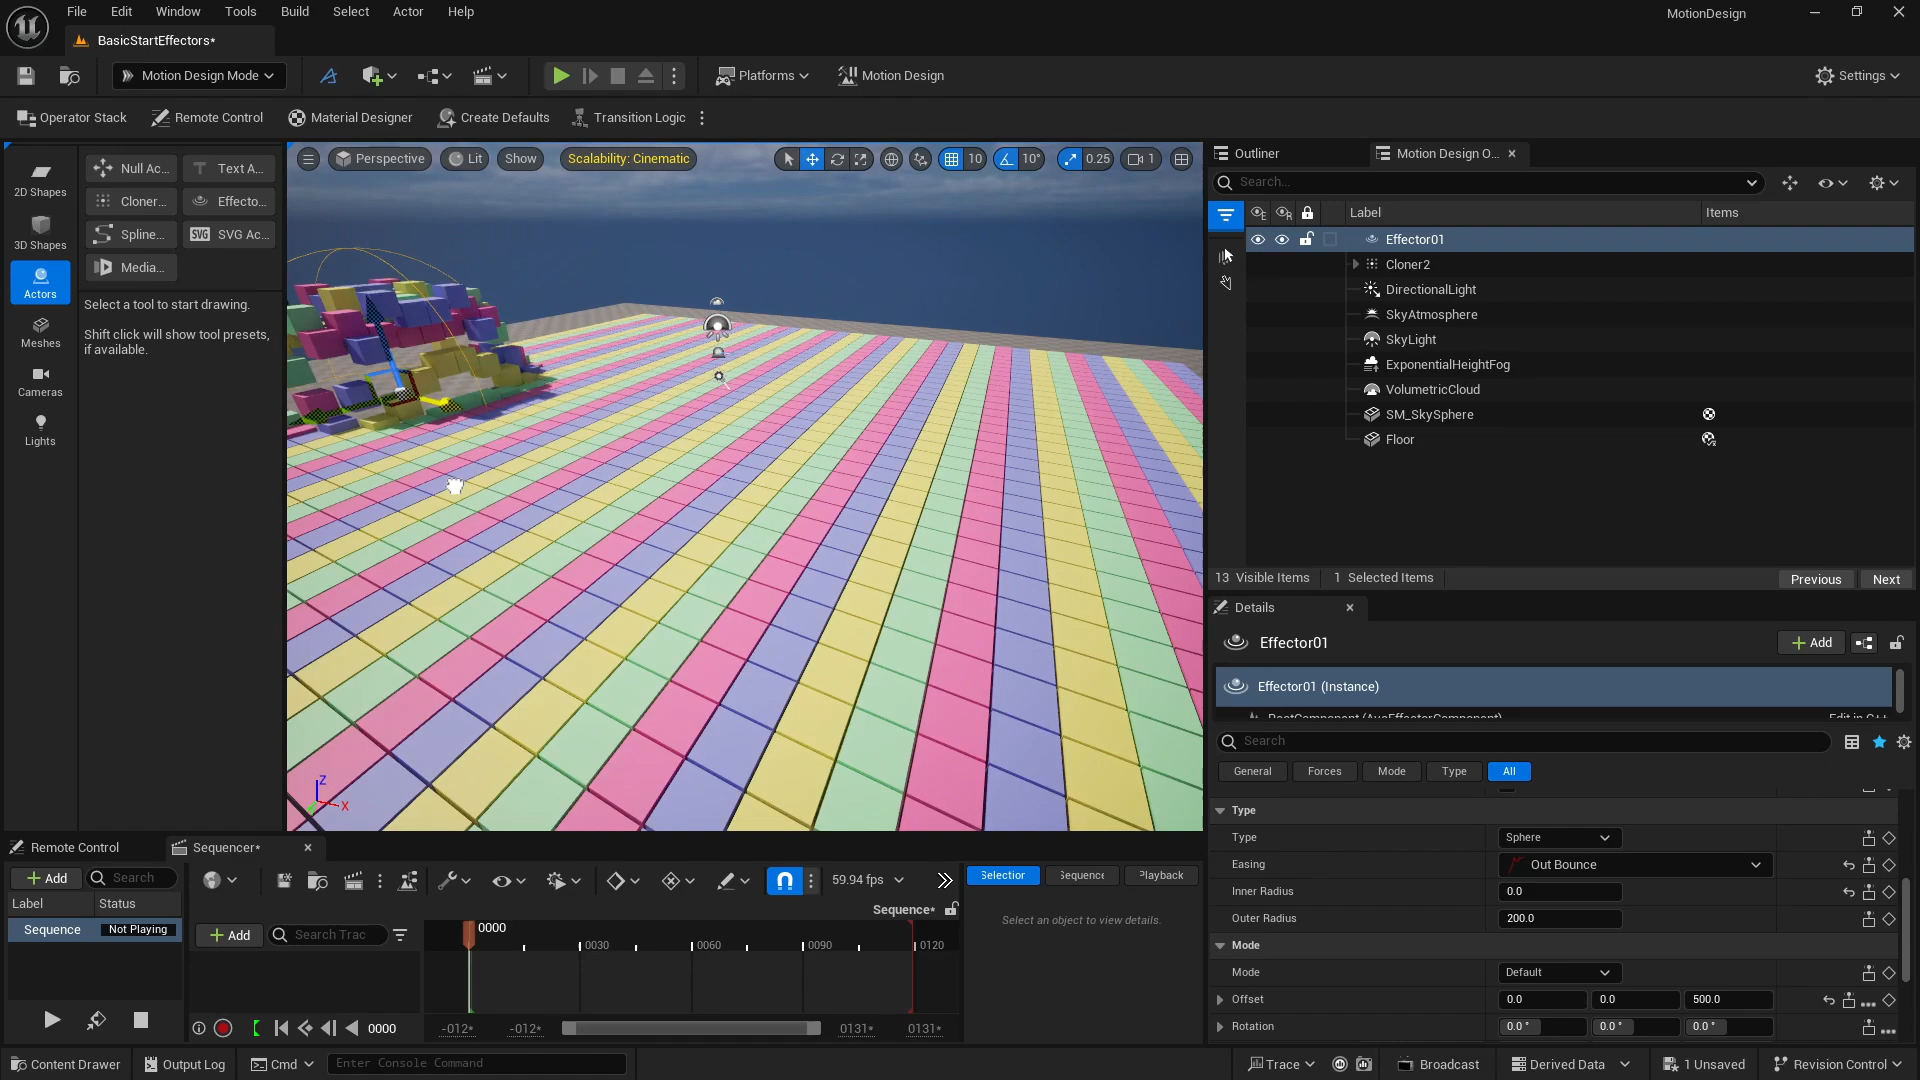 File Edit Window Tools Build Select Actor Help
MotionDesign
BasicStartEffectors*
Motion Design Mode
Platforms
Motion Design
Settings
Operator Stack Remote Control Material Designer Create Defaults Transition Logic
2D Shapes
3D Shapes
Actors
Meshes
Cameras
Lights
Null Ac... Text A...
Cloner... Effecto...
Spline... SVG SVG Ac...
Media...
Select a tool to start drawing.
Shift click will show tool presets,
if available.
Perspective Lit Show Scalability: Cinematic 10 10° 0.25 1
Z
X
Outliner Motion Design O...
Search...
Label Items
Effector01
Cloner2
DirectionalLight
SkyAtmosphere
SkyLight
ExponentialHeightFog
VolumetricCloud
SM_SkySphere
Floor
13 Visible Items 1 Selected Items Previous Next
Details
Effector01 Add
Effector01 (Instance)
RootComponent (AvaEffectorComponent) Edit in C++
Search
General Forces Mode Type All
Type
Type Sphere
Easing Out Bounce
Inner Radius 0.0
Outer Radius 200.0
Mode
Mode Default
Offset 0.0 0.0 500.0
Rotation 0.0 ° 0.0 ° 0.0 °
Remote Control Sequencer*
Add Search
Label Status
Sequence Not Playing
59.94 fps
Sequence*
Add Search Trac
0000
0030 0060 0090 0120
0000 -012* -012* 0131* 0131*
Selection Sequence Playback
Select an object to view details.
Content Drawer Output Log Cmd Enter Console Command
Trace Broadcast Derived Data 1 Unsaved Revision Control